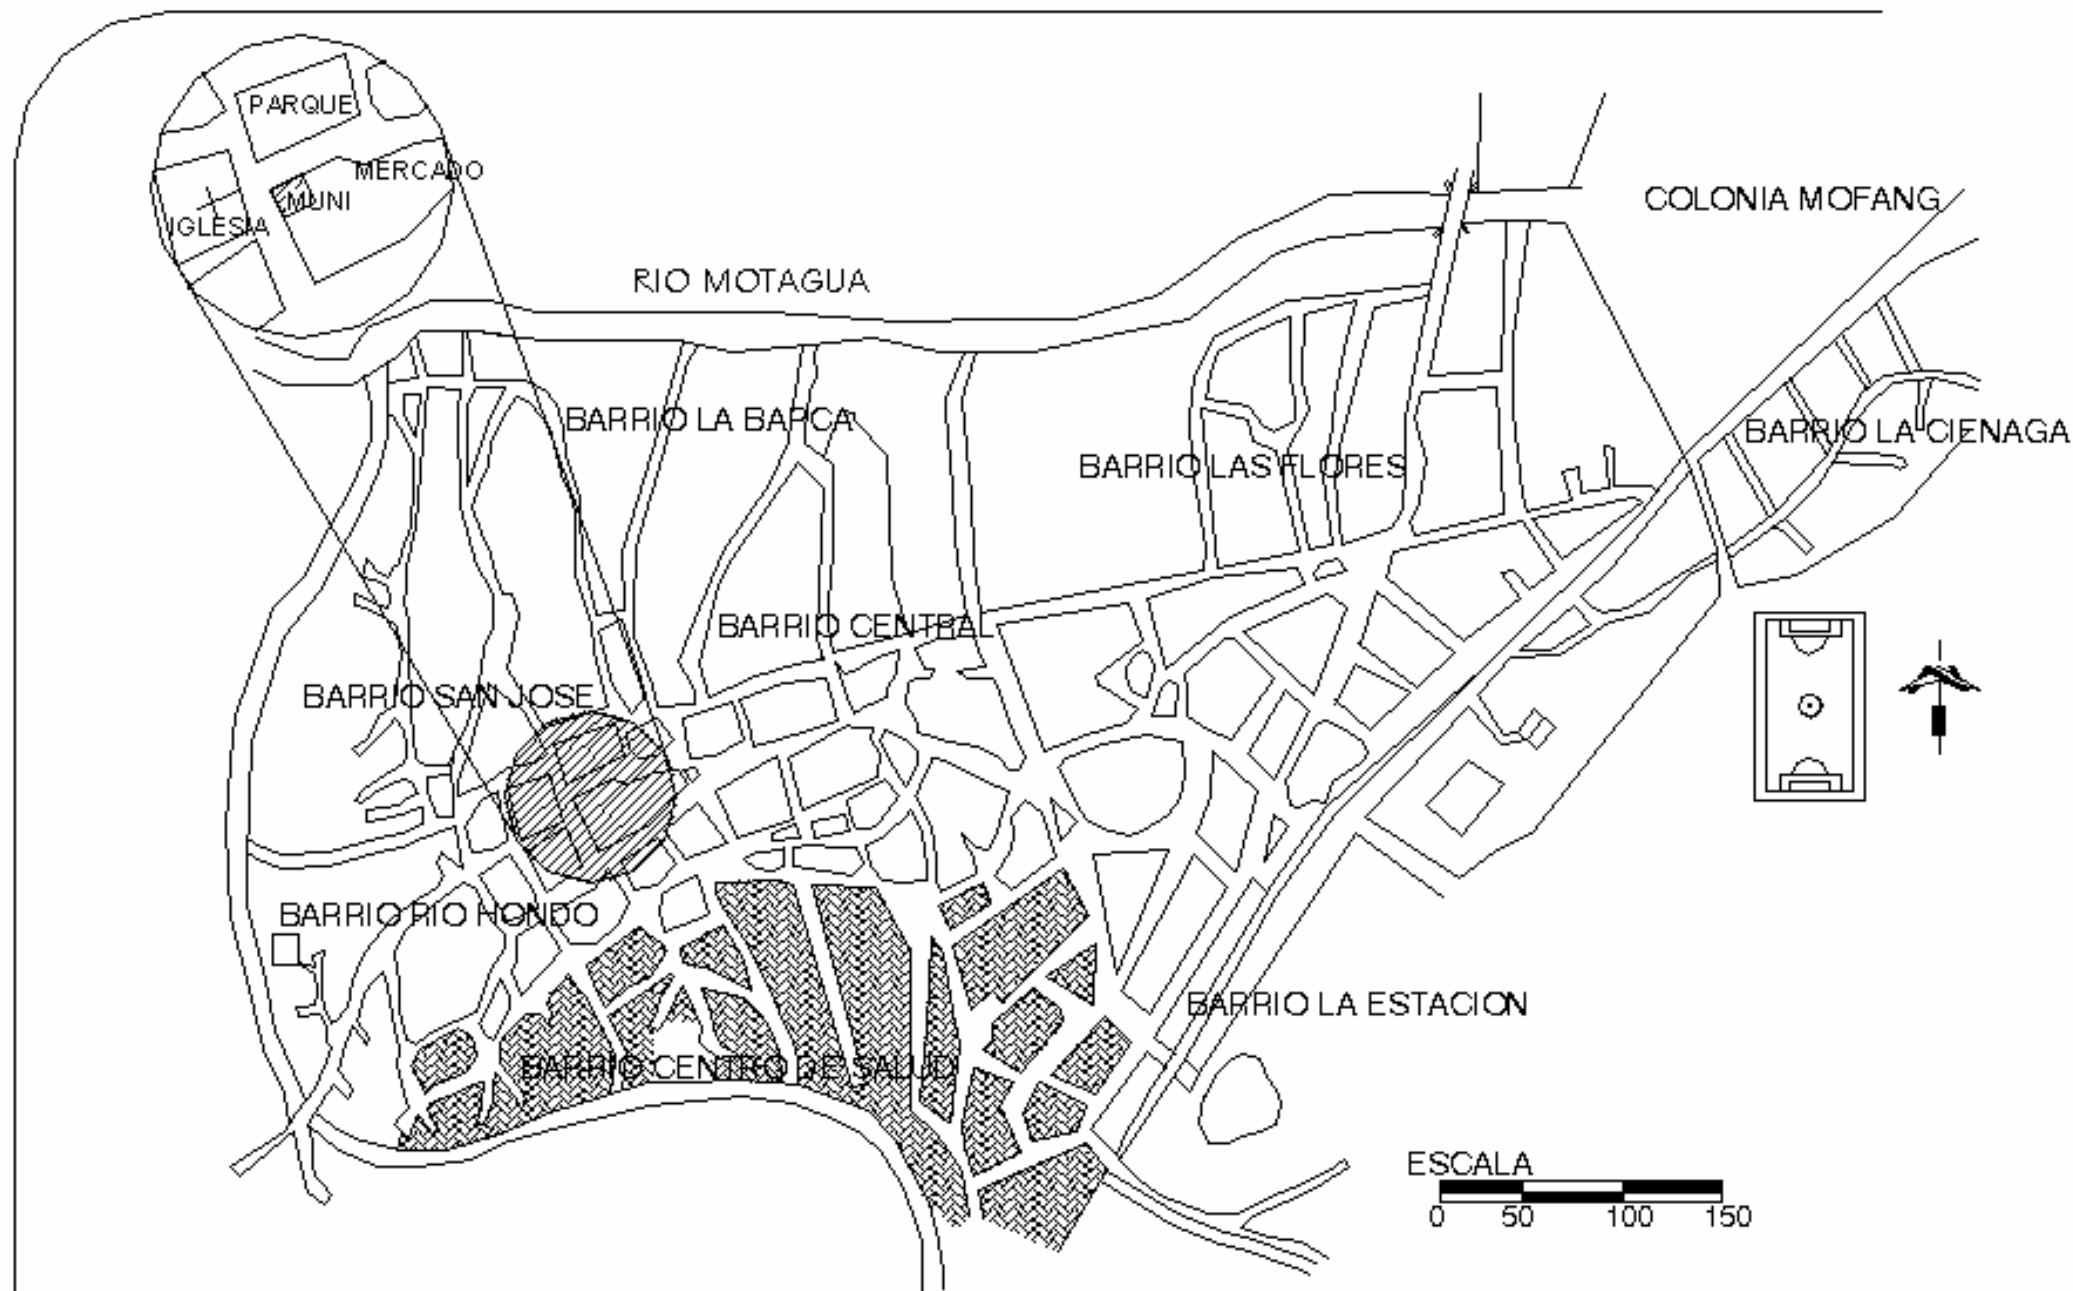 PARQUE
MERCADO
MUNI
IGLESIA
COLONIA MOFANG
RIO MOTAGUA
BARRIO LA BAPCA
BARRIO LA CIENAGA
BARRIO LAS FLORES
BARRIO CENTRAL
BARRIO SAN JOSE
BARRIO RIO HONDO
BARRIO LA ESTACION
BARRIO CENTRO DE SALUD
ESCALA
0 50 100 150